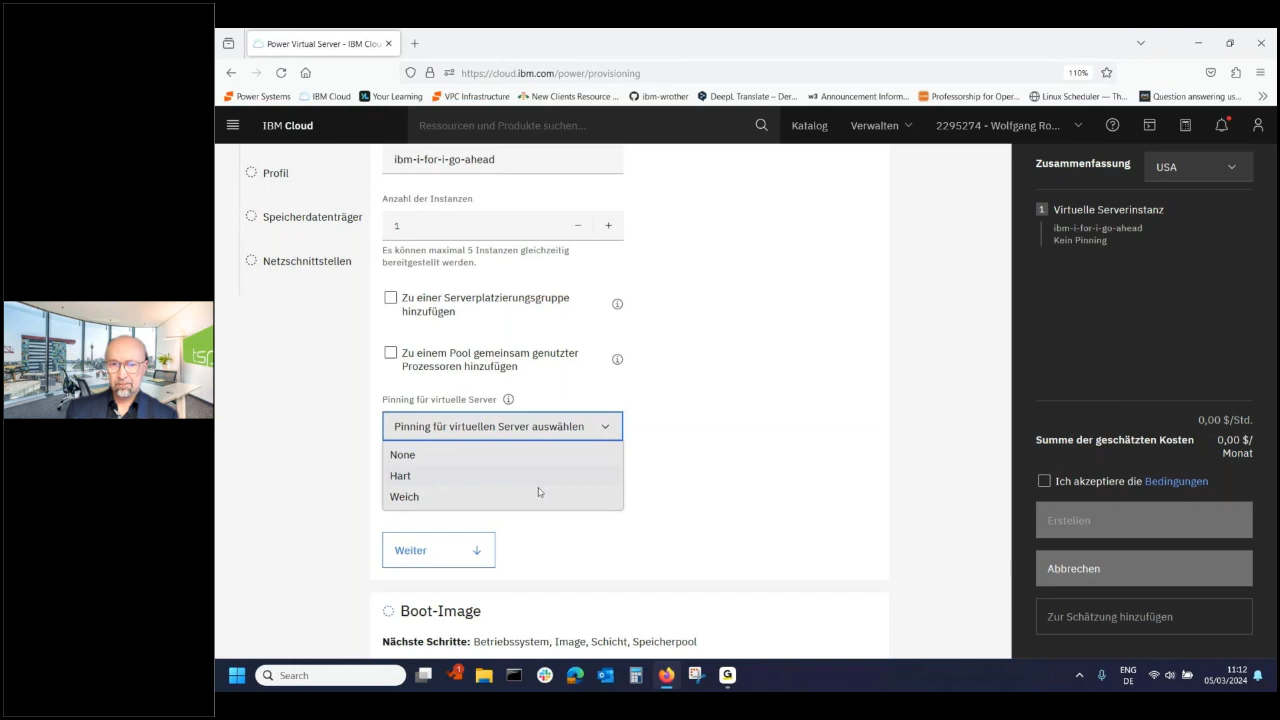 Power Virtual Server - IBM Clou
https://cloud.ibm.com/power/provisioning
110%
Power Systems
IBM Cloud
Your Learning
VPC Infrastructure
New Clients Resource ...
ibm-wrother
DeepL Translate – Der...
w3 Announcement Inform...
Professorship for Oper...
Linux Scheduler — Th...
Question answering us...
IBM Cloud
Ressourcen und Produkte suchen...
Katalog
Verwalten
2295274 - Wolfgang Ro...
Profil
Speicherdatenträger
Netzschnittstellen
ibm-i-for-i-go-ahead
Anzahl der Instanzen
1
Es können maximal 5 Instanzen gleichzeitig
bereitgestellt werden.
Zu einer Serverplatzierungsgruppe
hinzufügen
Zu einem Pool gemeinsam genutzter
Prozessoren hinzufügen
Pinning für virtuelle Server
Pinning für virtuellen Server auswählen
None
Hart
Weich
Weiter
Boot-Image
Nächste Schritte: Betriebssystem, Image, Schicht, Speicherpool
Zusammenfassung
USA
1 Virtuelle Serverinstanz
ibm-i-for-i-go-ahead
Kein Pinning
0,00 $/Std.
Summe der geschätzten Kosten
0,00 $/
Monat
Ich akzeptiere die Bedingungen
Erstellen
Abbrechen
Zur Schätzung hinzufügen
tsp
Search
1
ENG
DE
11:12
05/03/2024